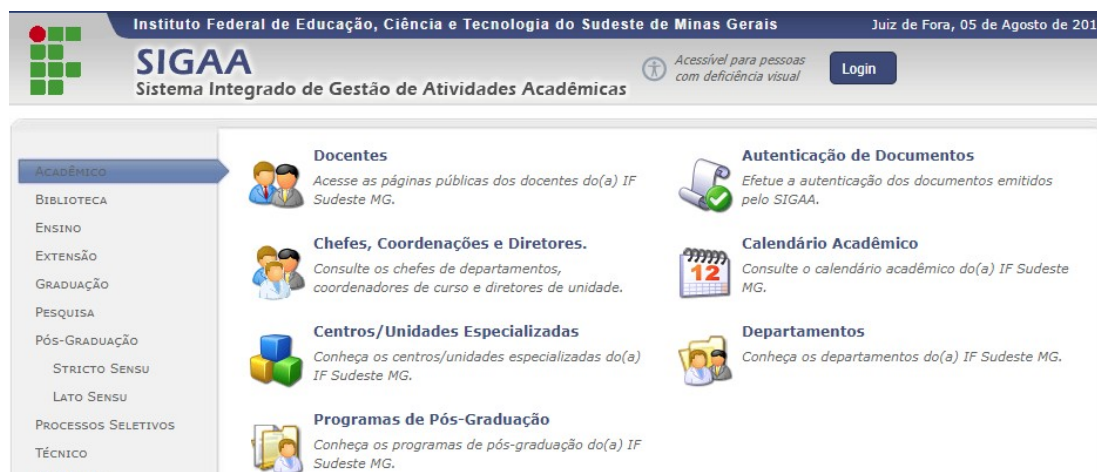 Instituto Federal de Educação, Ciência e Tecnologia do Sudeste de Minas Gerais
Juiz de Fora, 05 de Agosto de 201
SIGAA
Sistema Integrado de Gestão de Atividades Acadêmicas
Acessível para pessoas
com deficiência visual
Login
Acadêmico
Biblioteca
Ensino
Extensão
Graduação
Pesquisa
Pós-Graduação
Stricto Sensu
Lato Sensu
Processos Seletivos
Técnico
Docentes
Acesse as páginas públicas dos docentes do(a) IF
Sudeste MG.
Autenticação de Documentos
Efetue a autenticação dos documentos emitidos
pelo SIGAA.
Chefes, Coordenações e Diretores.
Consulte os chefes de departamentos,
coordenadores de curso e diretores de unidade.
12
Calendário Acadêmico
Consulte o calendário acadêmico do(a) IF Sudeste
MG.
Centros/Unidades Especializadas
Conheça os centros/unidades especializadas do(a)
IF Sudeste MG.
Departamentos
Conheça os departamentos do(a) IF Sudeste MG.
Programas de Pós-Graduação
Conheça os programas de pós-graduação do(a) IF
Sudeste MG.